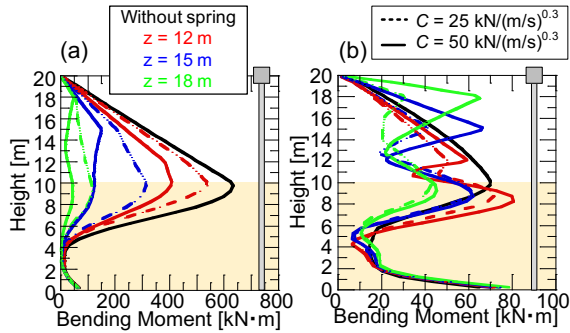 Without spring
z = 12 m
z = 15 m
z = 18 m
C = 25 kN/(m/s)^0.3
C = 50 kN/(m/s)^0.3
(a)
Height [m]
20
18
16
14
12
10
8
6
4
2
0
0 200 400 600 800
Bending Moment [kN·m]
(b)
Height [m]
20
18
16
14
12
10
8
6
4
2
0
0 20 40 60 80 100
Bending Moment [kN·m]